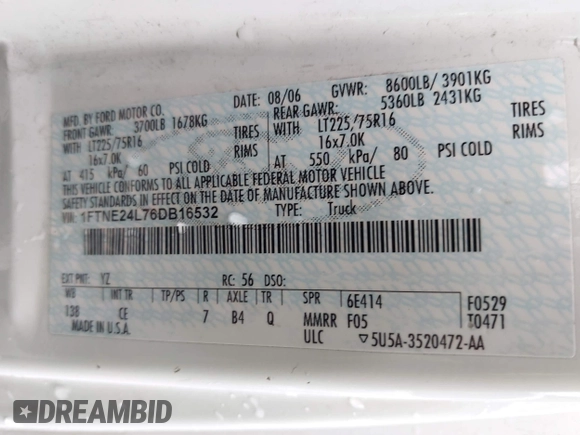 MFD. BY FORD MOTOR CO.
DATE: 08/06 GVWR: 8600LB/ 3901KG
FRONT GAWR: 3700LB 1678KG
REAR GAWR: 5360LB 2431KG
WITH LT225/75R16 TIRES
WITH LT225/75R16 TIRES
16x7.0K RIMS
16x7.0K RIMS
AT 415 kPa/ 60 PSI COLD
AT 550 kPa/ 80 PSI COLD
THIS VEHICLE CONFORMS TO ALL APPLICABLE FEDERAL MOTOR VEHICLE
SAFETY STANDARDS IN EFFECT ON THE DATE OF MANUFACTURE SHOWN ABOVE.
VIN: 1FTNE24L76DB16532 TYPE: Truck
EXT PNT: YZ RC: 56 DSO:
WB INT TR TP/PS R AXLE TR SPR 6E414 F0529
138 CE 7 B4 Q MMRR F05 T0471
MADE IN U.S.A. ULC ▽5U5A-3520472-AA
DREAMBID